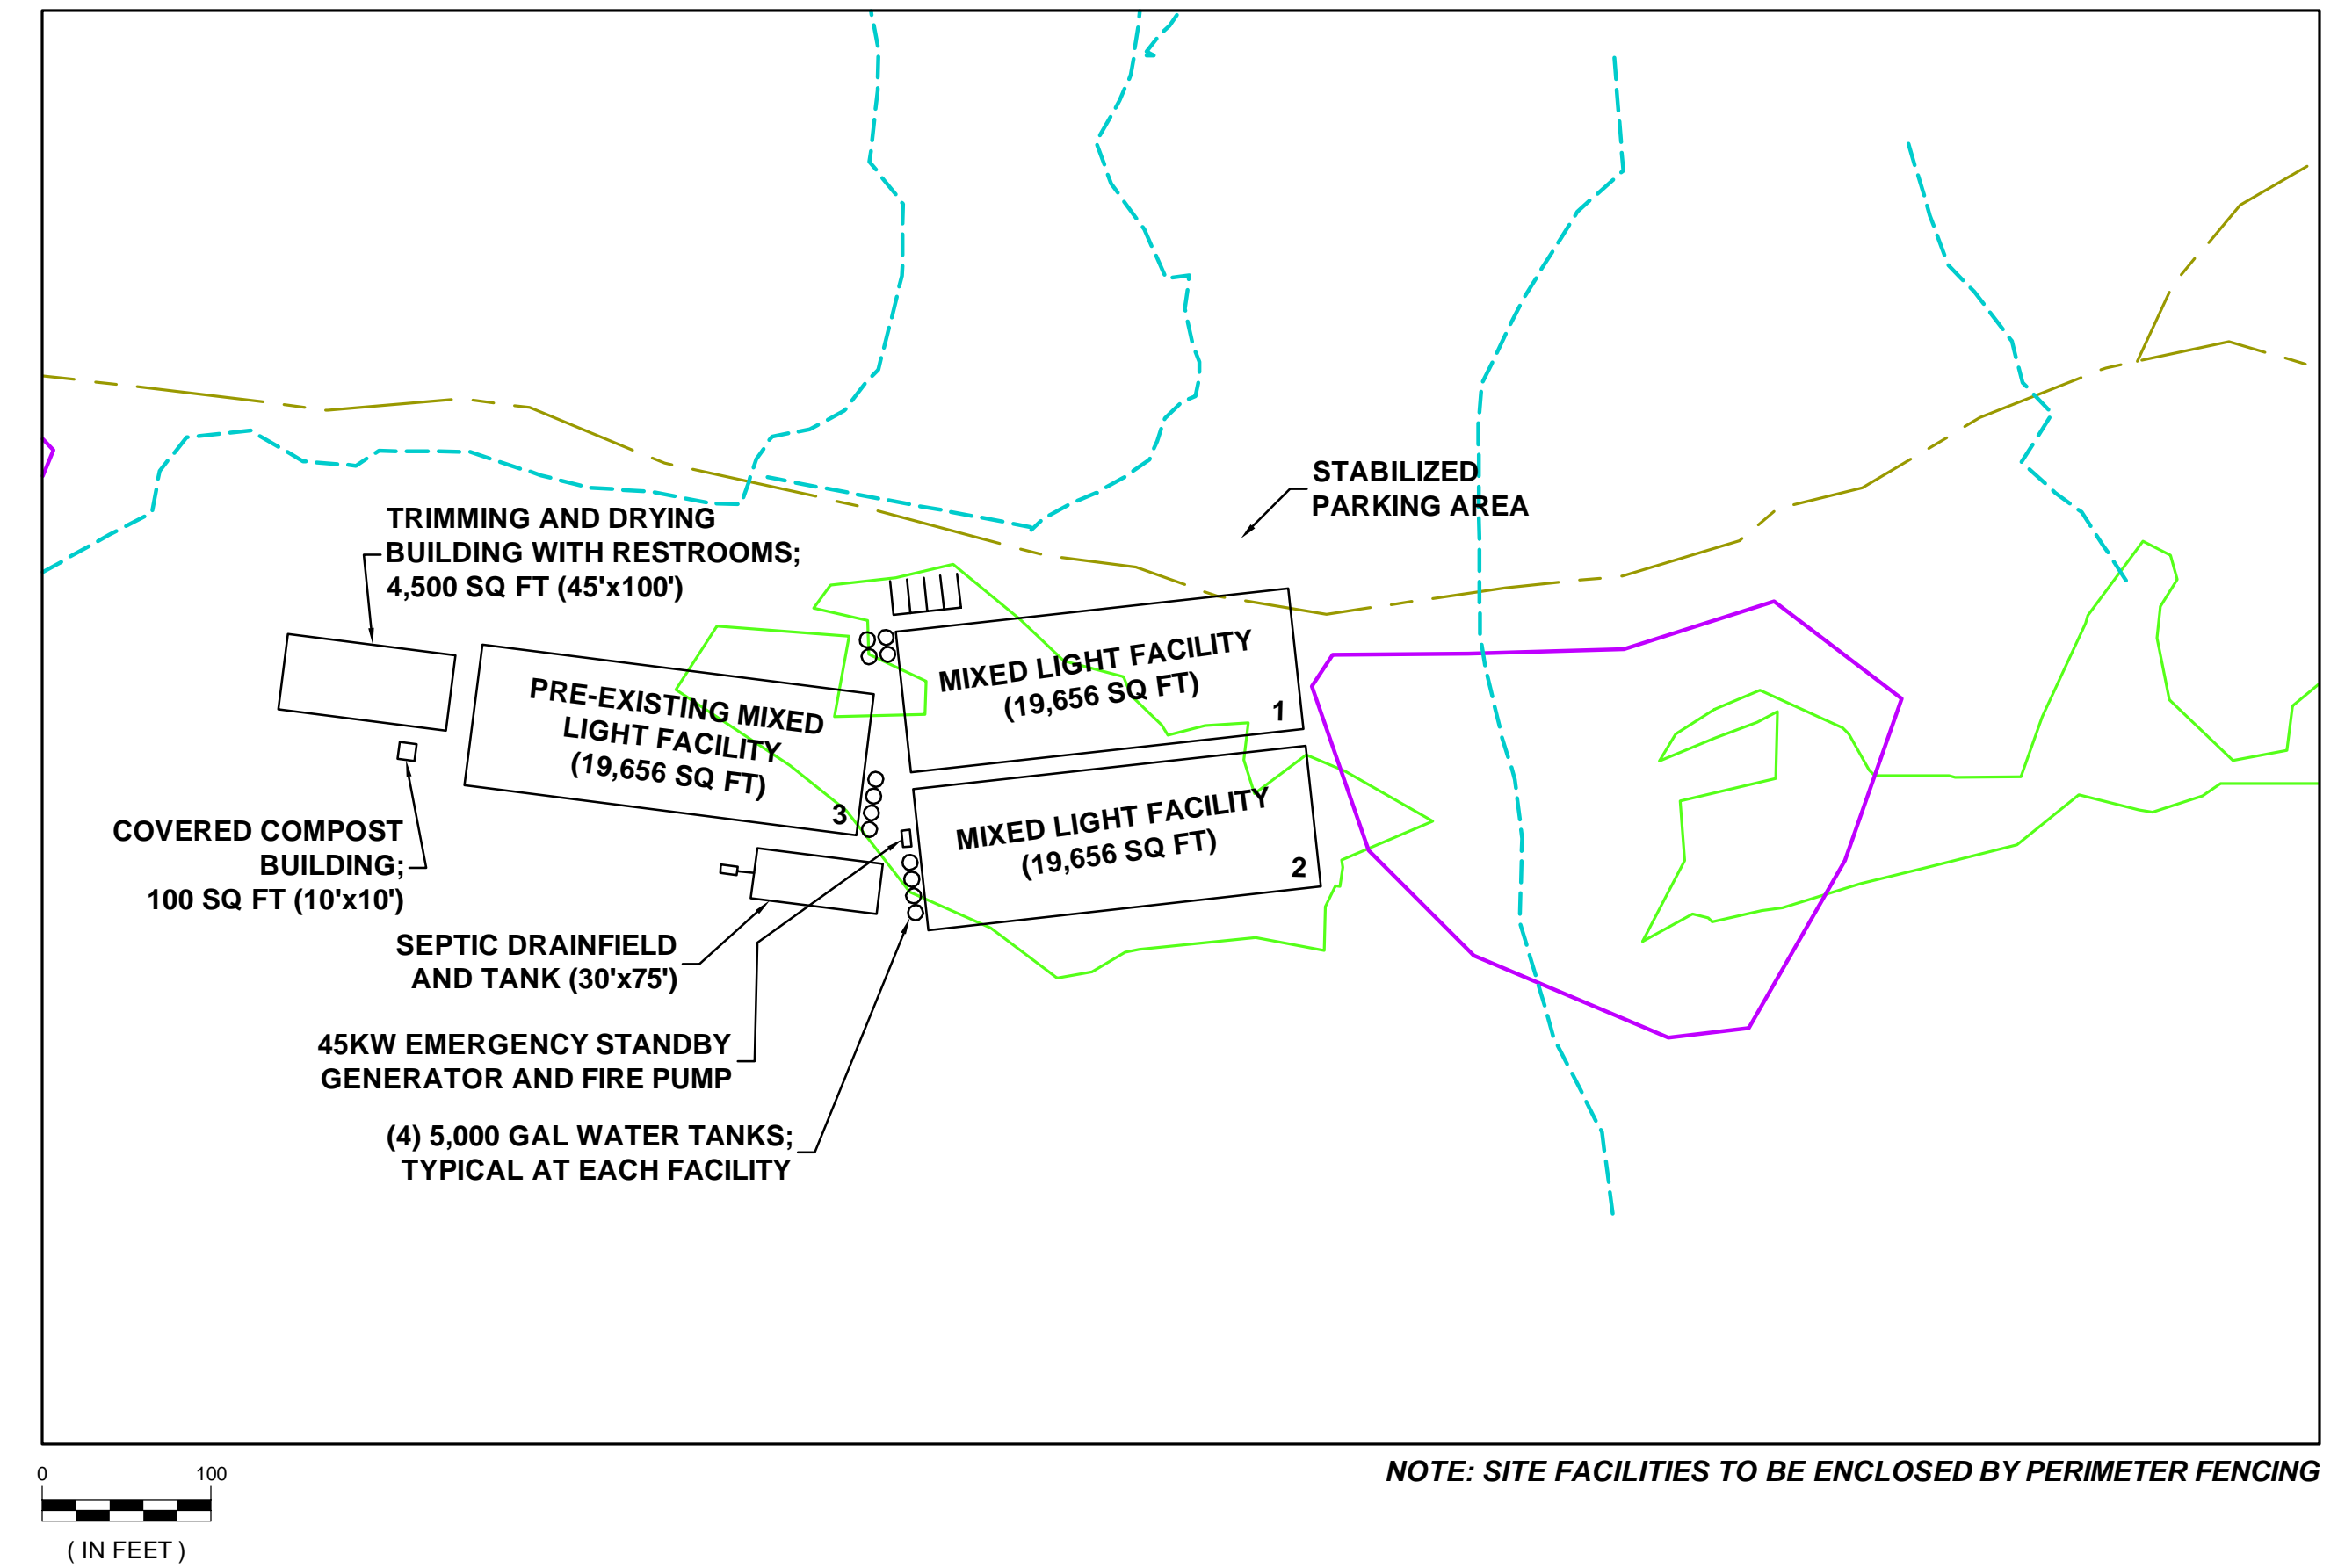 STABILIZED
PARKING AREA
TRIMMING AND DRYING
BUILDING WITH RESTROOMS;
4,500 SQ FT (45'x100')
MIXED LIGHT FACILITY
(19,656 SQ FT)
1
PRE-EXISTING MIXED
LIGHT FACILITY
(19,656 SQ FT)
3
MIXED LIGHT FACILITY
(19,656 SQ FT)
2
COVERED COMPOST
BUILDING;
100 SQ FT (10'x10')
SEPTIC DRAINFIELD
AND TANK (30'x75')
45KW EMERGENCY STANDBY
GENERATOR AND FIRE PUMP
(4) 5,000 GAL WATER TANKS;
TYPICAL AT EACH FACILITY
NOTE: SITE FACILITIES TO BE ENCLOSED BY PERIMETER FENCING
0 100
( IN FEET )